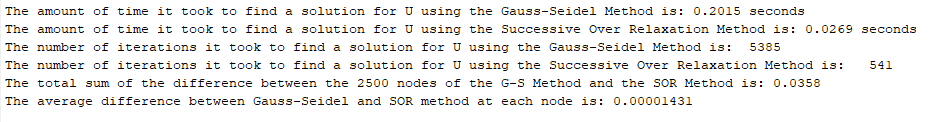 The amount of time it took to find a solution for U using the Gauss-Seidel Method is: 0.2015 seconds
The amount of time it took to find a solution for U using the Successive Over Relaxation Method is: 0.0269 seconds
The number of iterations it took to find a solution for U using the Gauss-Seidel Method is:  5385
The number of iterations it took to find a solution for U using the Successive Over Relaxation Method is:   541
The total sum of the difference between the 2500 nodes of the G-S Method and the SOR Method is: 0.0358
The average difference between Gauss-Seidel and SOR method at each node is: 0.00001431